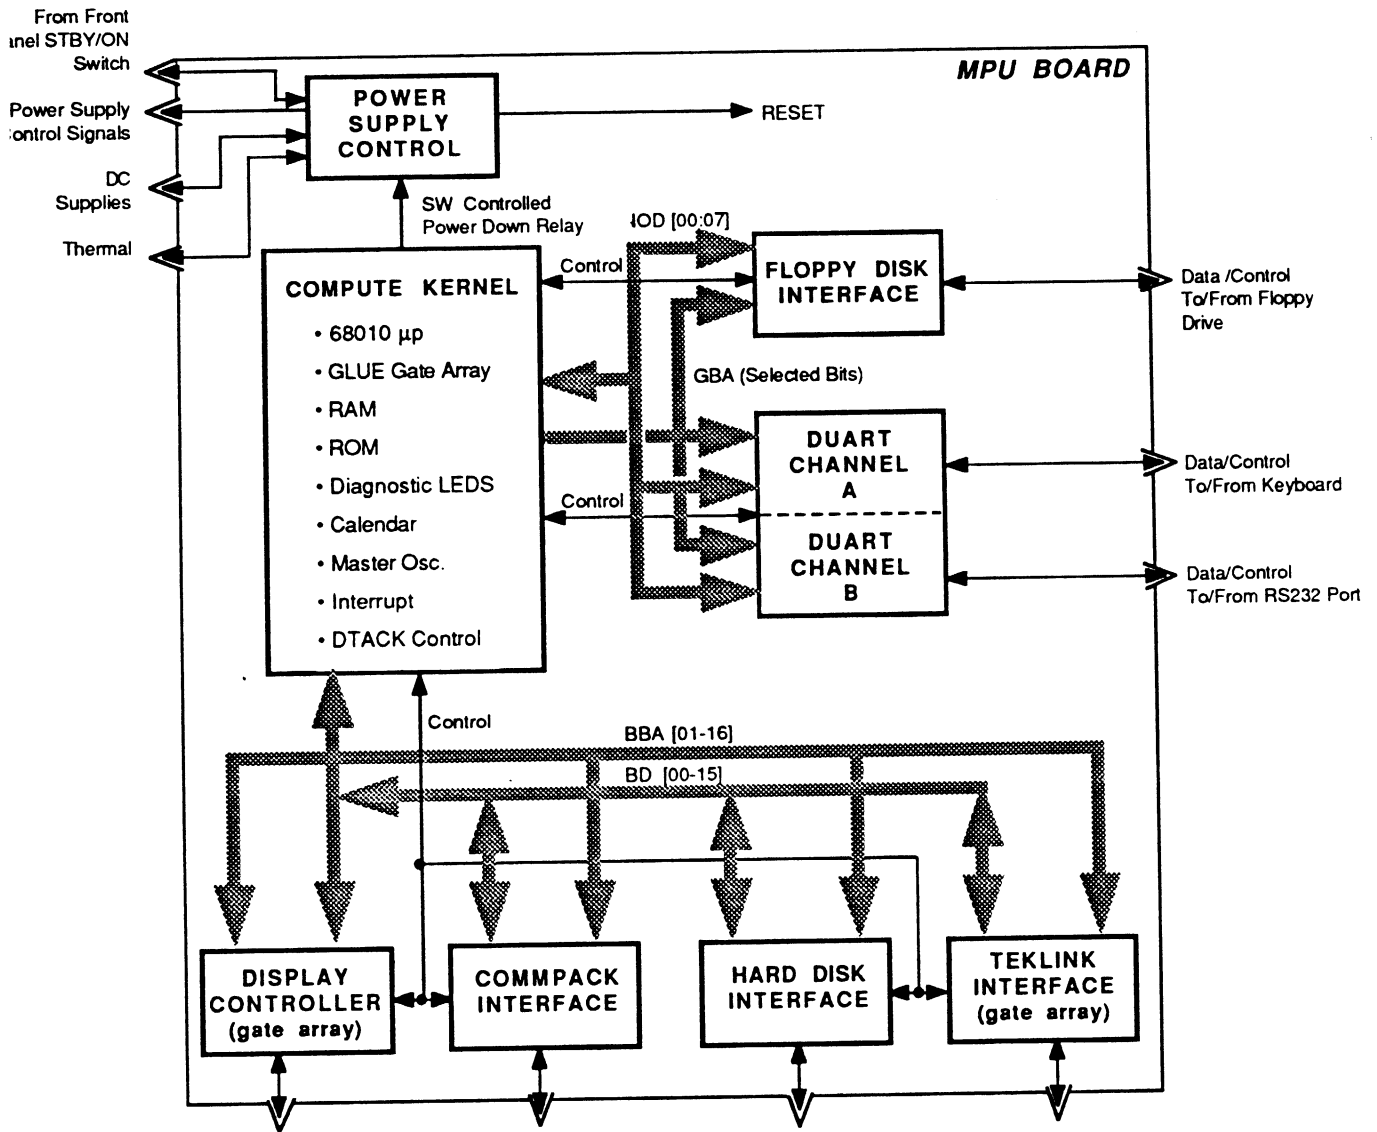 From Front
anel STBY/ON
Switch
Power Supply
ontrol Signals
DC
Supplies
Thermal
MPU BOARD
POWER
SUPPLY
CONTROL
RESET
SW Controlled
Power Down Relay
IOD [00:07]
COMPUTE KERNEL
• 68010 μp
• GLUE Gate Array
• RAM
• ROM
• Diagnostic LEDS
• Calendar
• Master Osc.
• Interrupt
• DTACK Control
Control
FLOPPY DISK
INTERFACE
Data /Control
To/From Floppy
Drive
GBA (Selected Bits)
DUART
CHANNEL
A
Data/Control
To/From Keyboard
Control
DUART
CHANNEL
B
Data/Control
To/From RS232 Port
Control
BBA [01-16]
BD [00-15]
DISPLAY
CONTROLLER
(gate array)
COMMPACK
INTERFACE
HARD DISK
INTERFACE
TEKLINK
INTERFACE
(gate array)